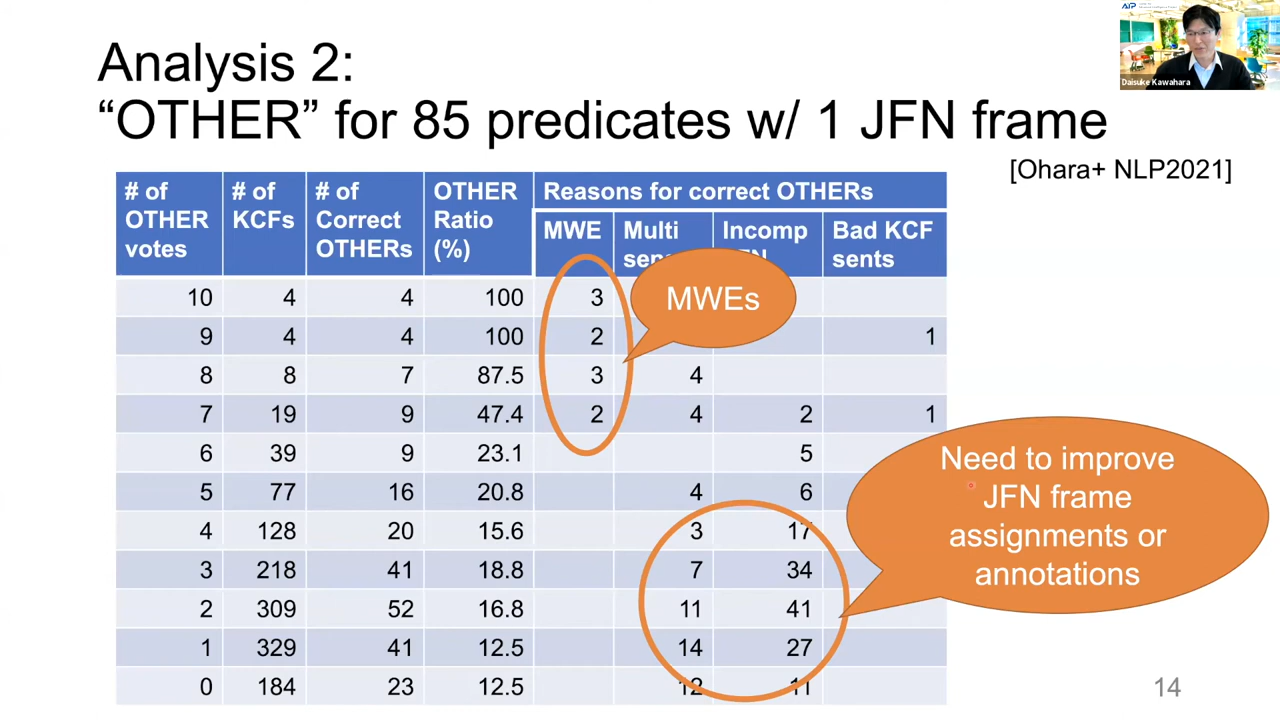 Analysis 2:
“OTHER” for 85 predicates w/ 1 JFN frame
[Ohara+ NLP2021]
Daisuke Kawahara
# of OTHER votes # of KCFs # of Correct OTHERs OTHER Ratio (%) Reasons for correct OTHERs
MWE Multi Incomp Bad KCF sents
10 4 4 100 3
9 4 4 100 2 1
8 8 7 87.5 3 4
7 19 9 47.4 2 4 2 1
6 39 9 23.1 5
5 77 16 20.8 4 6
4 128 20 15.6 3 17
3 218 41 18.8 7 34
2 309 52 16.8 11 41
1 329 41 12.5 14 27
0 184 23 12.5 12 11
MWEs
Need to improve
JFN frame
assignments or
annotations
14